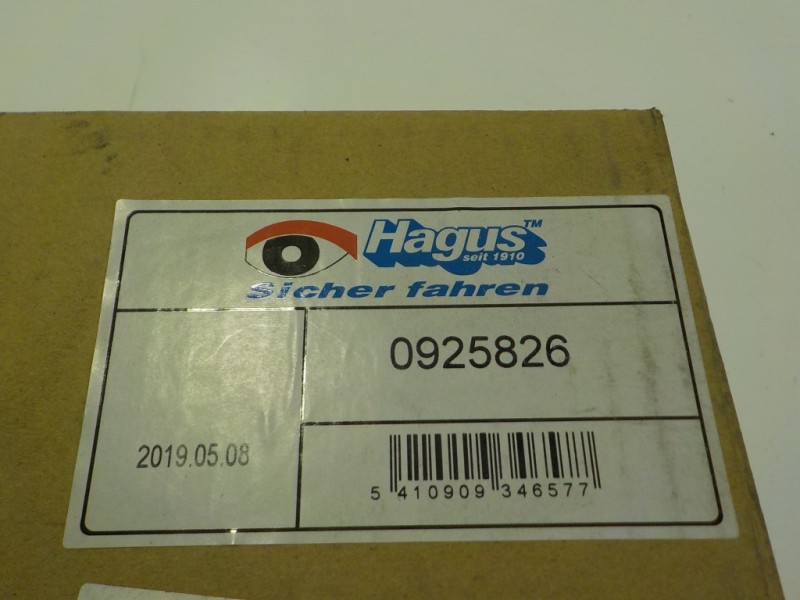 Hagus™
seit 1910
Sicher fahren
0925826
2019.05.08
5 410909 346577